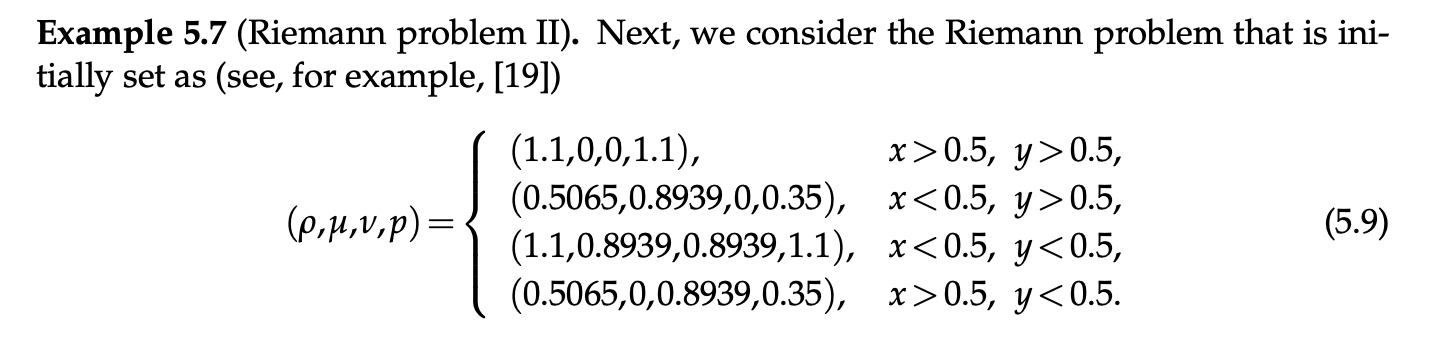 Example 5.7 (Riemann problem II). Next, we consider the Riemann problem that is ini-
tially set as (see, for example, [19])
(1.1,0,0,1.1), x>0.5, y>0.5,
(0.5065,0.8939,0,0.35), x<0.5, y>0.5,
(ρ,μ,ν,p)= { (5.9)
(1.1,0.8939,0.8939,1.1), x<0.5, y<0.5,
(0.5065,0,0.8939,0.35), x>0.5, y<0.5.